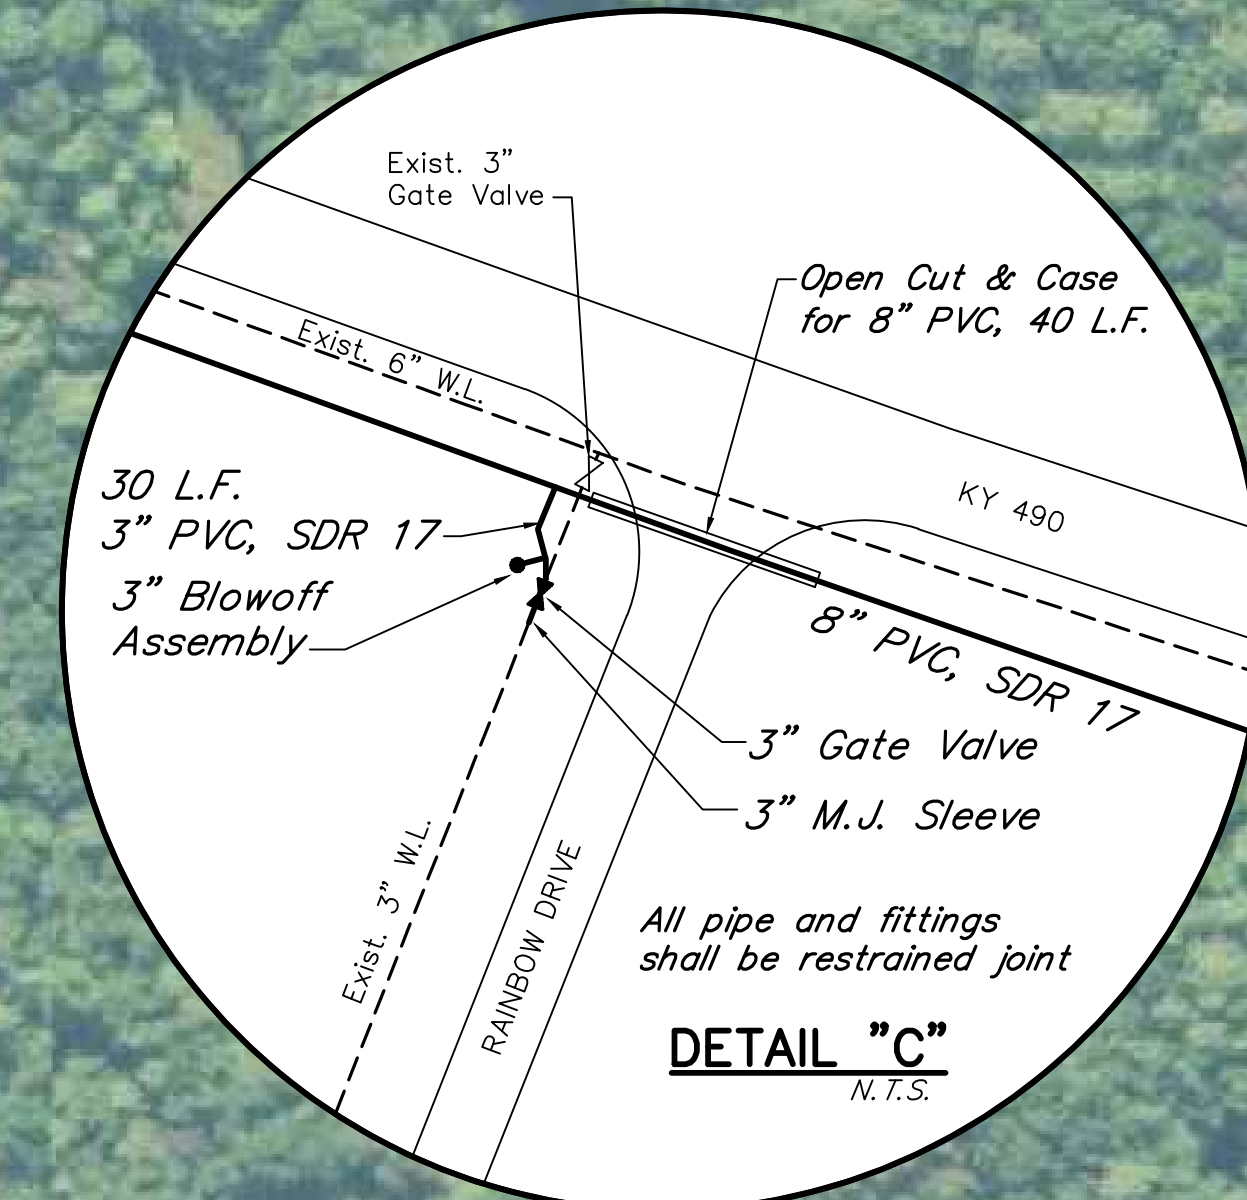 Exist. 3"
Gate Valve
Open Cut & Case
for 8" PVC, 40 L.F.
Exist. 6" W.L.
KY 490
30 L.F.
3" PVC, SDR 17
3" Blowoff
Assembly
8" PVC, SDR 17
3" Gate Valve
3" M.J. Sleeve
Exist. 3" W.L.
RAINBOW DRIVE
All pipe and fittings
shall be restrained joint
DETAIL "C"
N.T.S.